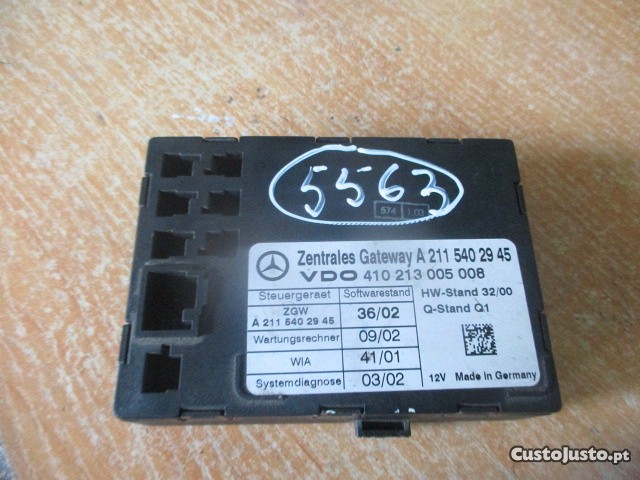 5563
574 1.00
Zentrales Gateway A 211 540 29 45
VDO 410 213 005 008
Steuergeraet Softwarestand HW-Stand 32/00
ZGW
A 211 540 29 45 36/02 Q-Stand Q1
Wartungsrechner 09/02
WIA 41/01
Systemdiagnose 03/02 12V Made in Germany
CustoJusto.pt